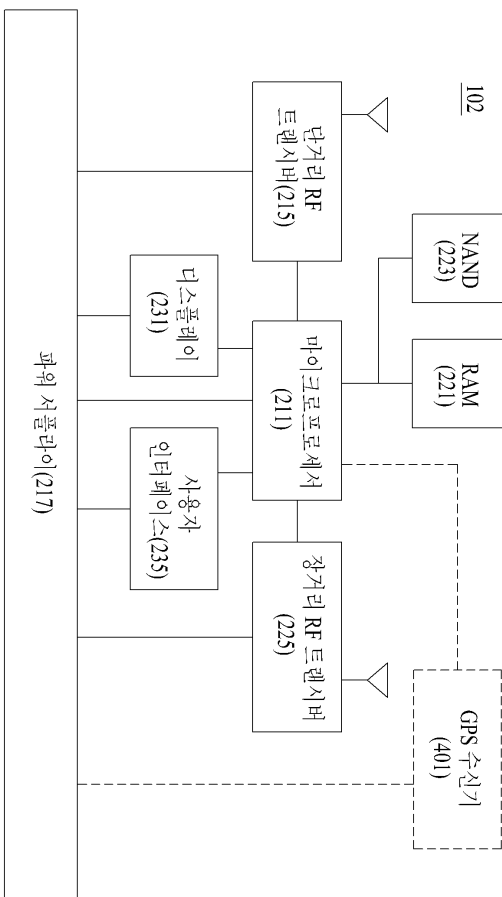 102
NAND
(223)
RAM
(221)
GPS 수신기
(401)
단거리 RF
트랜시버(215)
마이크로프로세서
(211)
장거리 RF 트랜시버
(225)
디스플레이
(231)
사용자
인터페이스(235)
파워 서플라이(217)